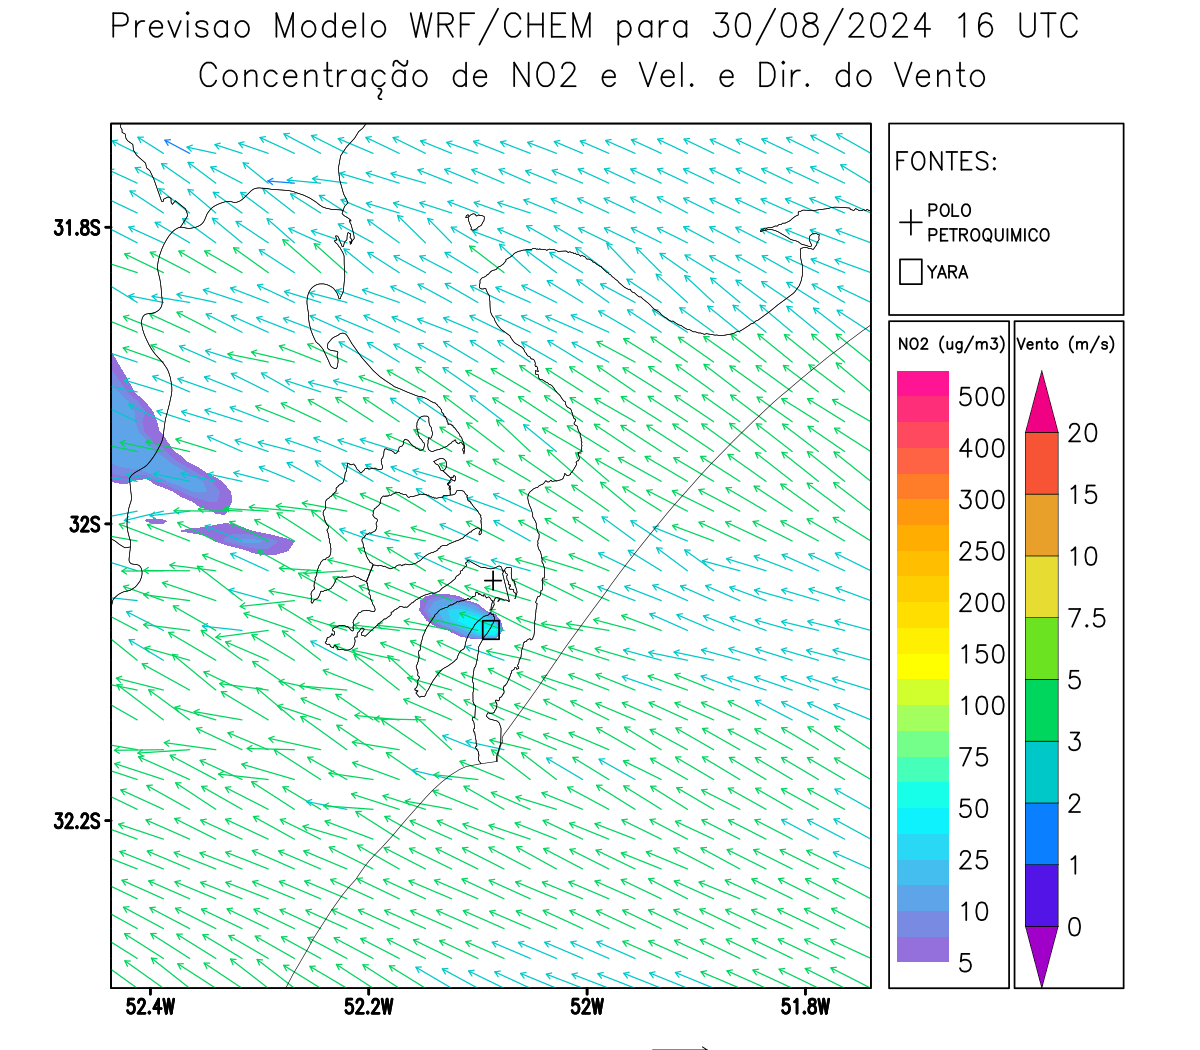 Previsao Modelo WRF/CHEM para 30/08/2024 16 UTC
Concentração de NO2 e Vel. e Dir. do Vento
FONTES:
POLO
PETROQUIMICO
YARA
NO2 (ug/m3)
500
400
300
250
200
150
100
75
50
25
10
5
Vento (m/s)
20
15
10
7.5
5
3
2
1
0
31.8S
32S
32.2S
52.4W
52.2W
52W
51.8W